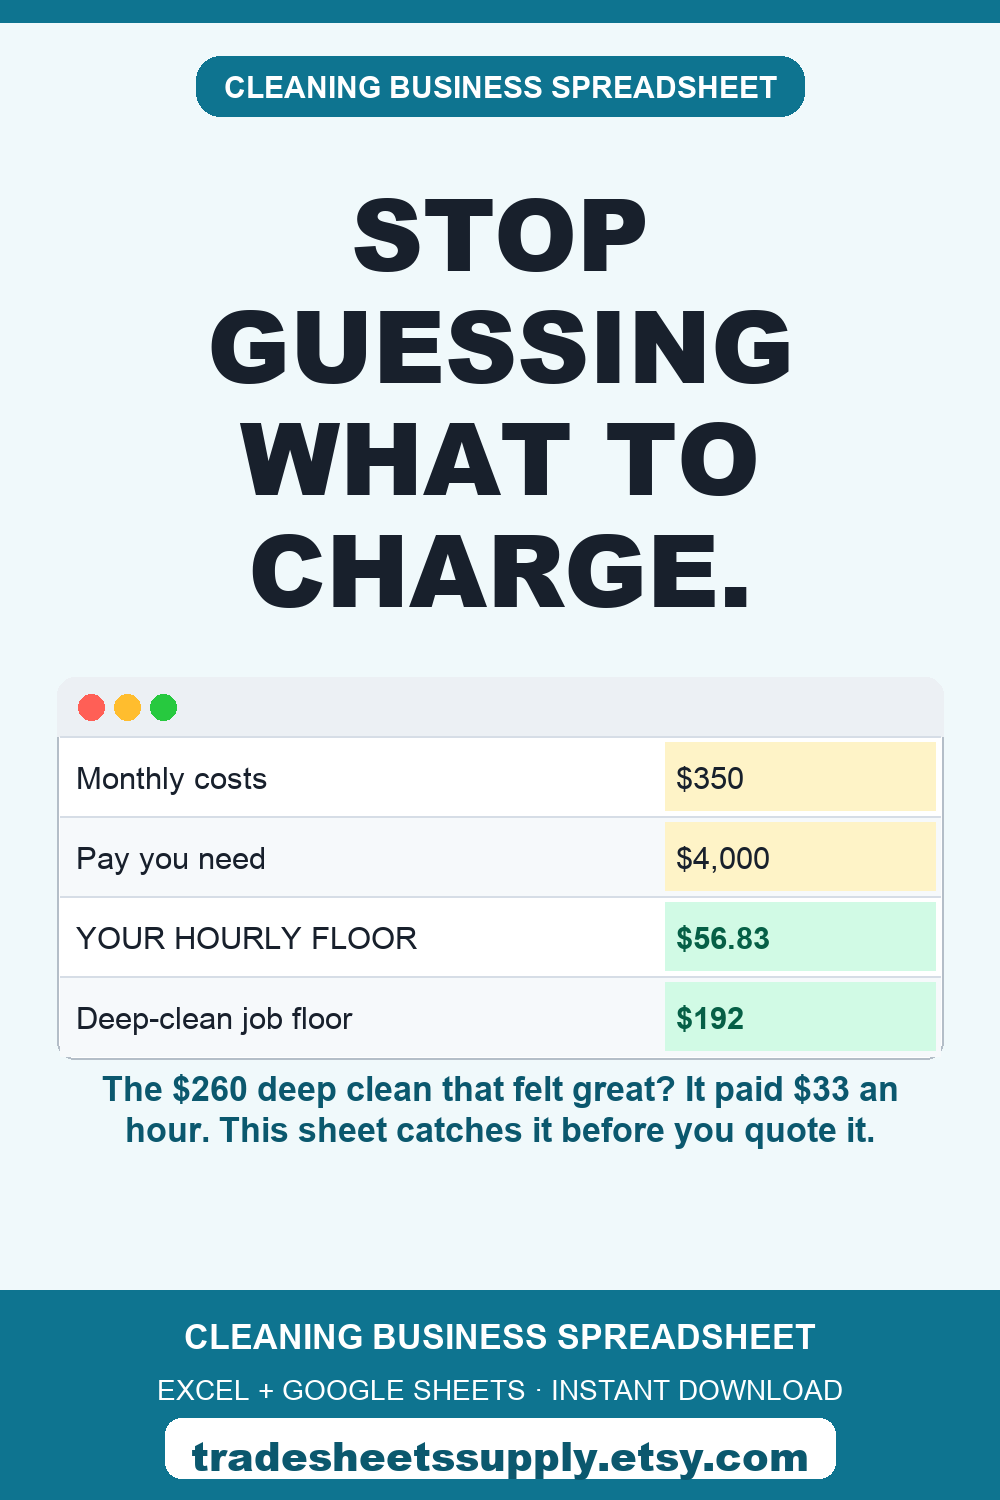 CLEANING BUSINESS SPREADSHEET
STOP
GUESSING
WHAT TO
CHARGE.
Monthly costs $350
Pay you need $4,000
YOUR HOURLY FLOOR $56.83
Deep-clean job floor $192
The $260 deep clean that felt great? It paid $33 an
hour. This sheet catches it before you quote it.
CLEANING BUSINESS SPREADSHEET
EXCEL + GOOGLE SHEETS · INSTANT DOWNLOAD
tradesheetssupply.etsy.com